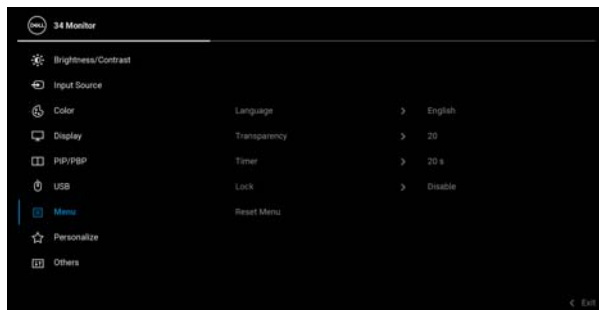 DELL 34 Monitor
Brightness/Contrast
Input Source
Color Language > English
Display Transparency > 20
PIP/PBP Timer > 20 s
USB Lock > Disable
Menu Reset Menu
Personalize
Others
< Exit